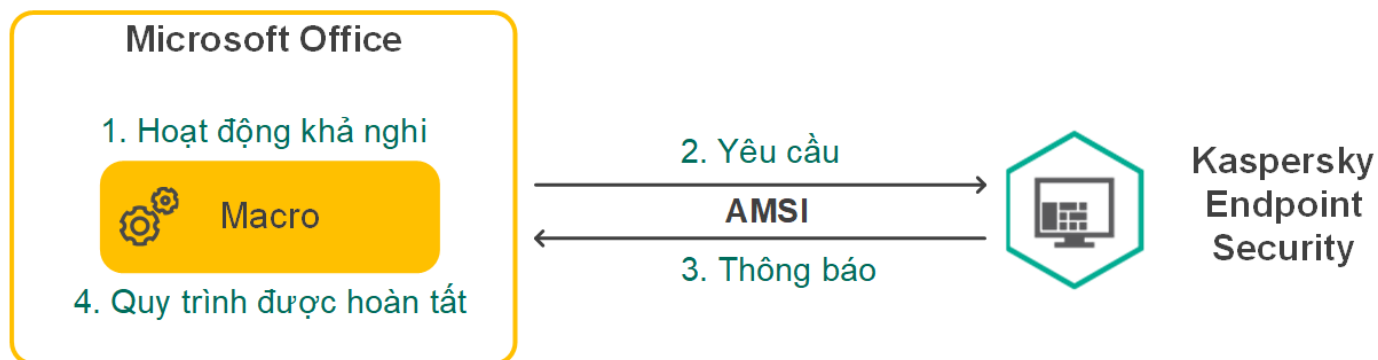 Microsoft Office
1. Hoạt động khả nghi
Macro
4. Quy trình được hoàn tất
2. Yêu cầu
AMSI
3. Thông báo
Kaspersky
Endpoint
Security